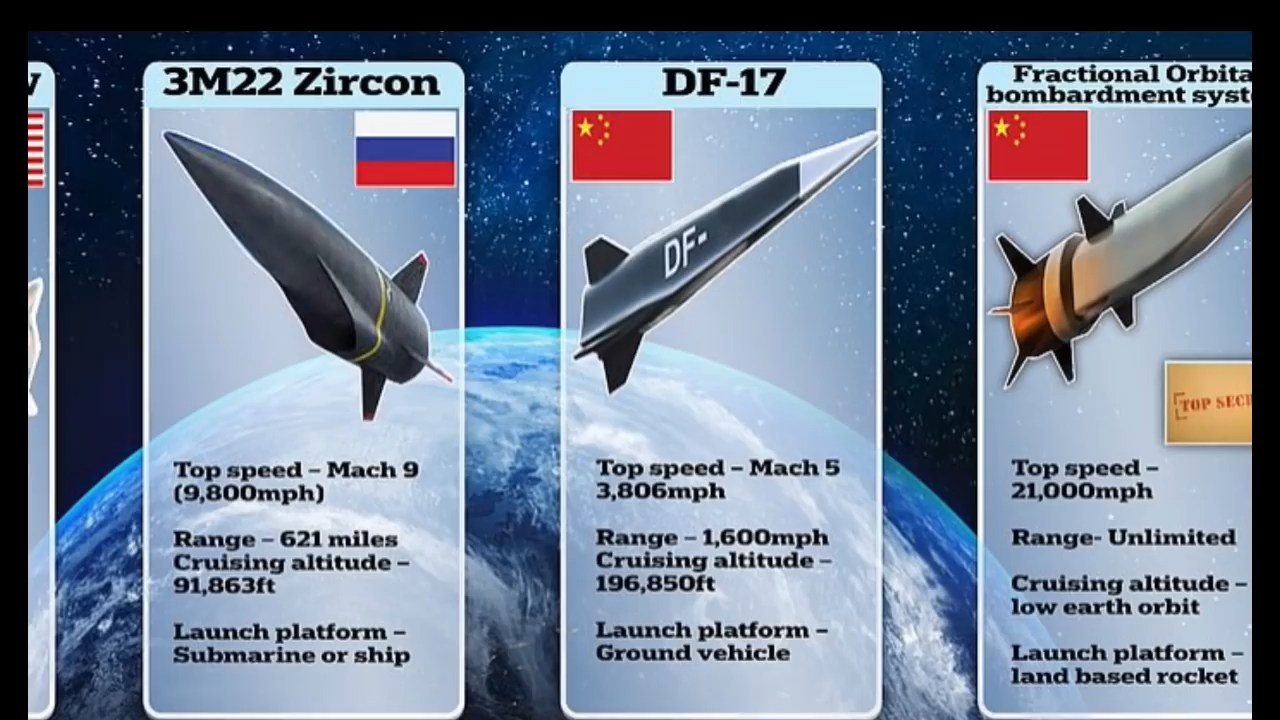 3M22 Zircon
Top speed – Mach 9
(9,800mph)
Range – 621 miles
Cruising altitude –
91,863ft
Launch platform –
Submarine or ship
DF-17
DF-
Top speed – Mach 5
3,806mph
Range – 1,600mph
Cruising altitude –
196,850ft
Launch platform –
Ground vehicle
Fractional Orbita
bombardment syst
TOP SECR
Top speed –
21,000mph
Range- Unlimited
Cruising altitude –
low earth orbit
Launch platform –
land based rocket